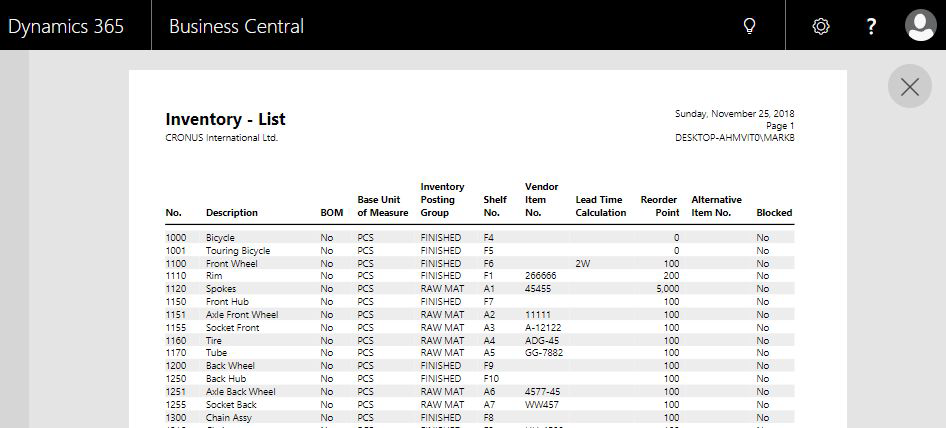 Dynamics 365 Business Central ?
Inventory - List Sunday, November 25, 2018
Page 1
CRONUS International Ltd. DESKTOP-AHMVIT0\MARKB
Inventory Vendor
Base Unit Posting Shelf Item Lead Time Reorder Alternative
No. Description BOM of Measure Group No. No. Calculation Point Item No. Blocked
1000 Bicycle No PCS FINISHED F4 0 No
1001 Touring Bicycle No PCS FINISHED F5 0 No
1100 Front Wheel No PCS FINISHED F6 2W 100 No
1110 Rim No PCS FINISHED F1 266666 200 No
1120 Spokes No PCS RAW MAT A1 45455 5,000 No
1150 Front Hub No PCS FINISHED F7 100 No
1151 Axle Front Wheel No PCS RAW MAT A2 11111 100 No
1155 Socket Front No PCS RAW MAT A3 A-12122 100 No
1160 Tire No PCS RAW MAT A4 ADG-45 100 No
1170 Tube No PCS RAW MAT A5 GG-7882 100 No
1200 Back Wheel No PCS FINISHED F9 100 No
1250 Back Hub No PCS FINISHED F10 100 No
1251 Axle Back Wheel No PCS RAW MAT A6 4577-45 100 No
1255 Socket Back No PCS RAW MAT A7 WW457 100 No
1300 Chain Assy No PCS FINISHED F8 100 No